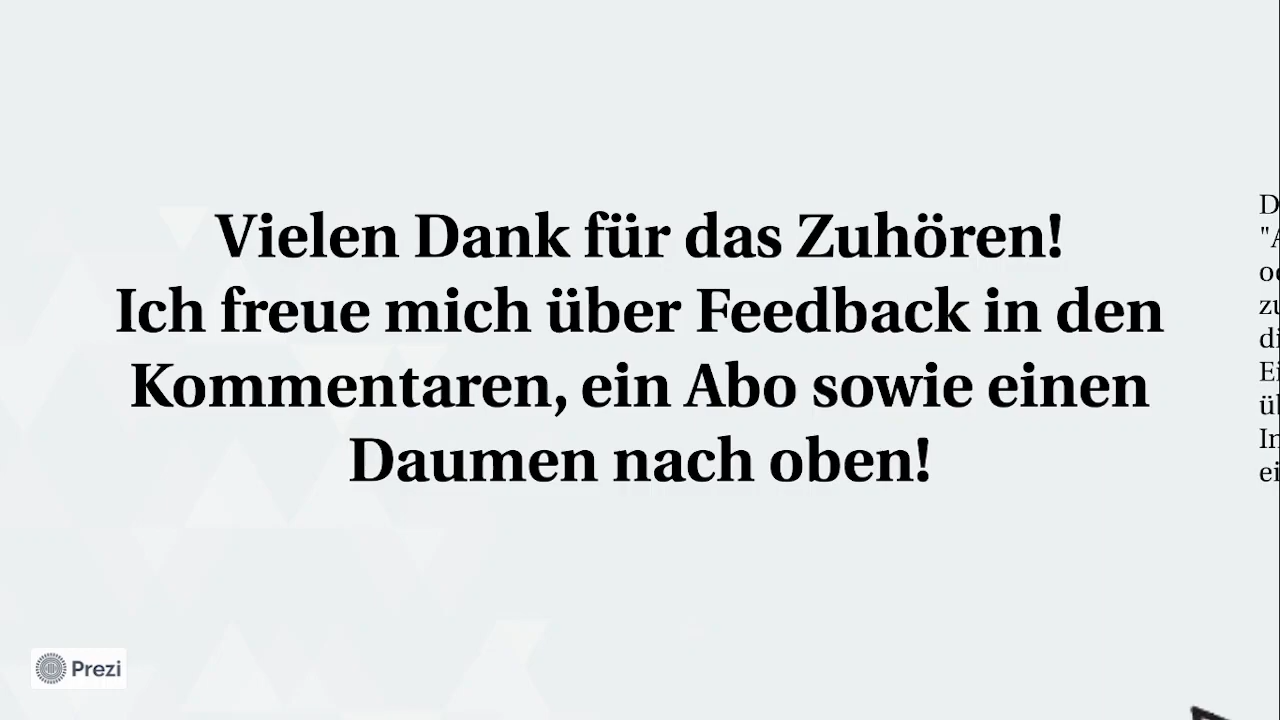 Vielen Dank für das Zuhören!
Ich freue mich über Feedback in den
Kommentaren, ein Abo sowie einen
Daumen nach oben!
Prezi